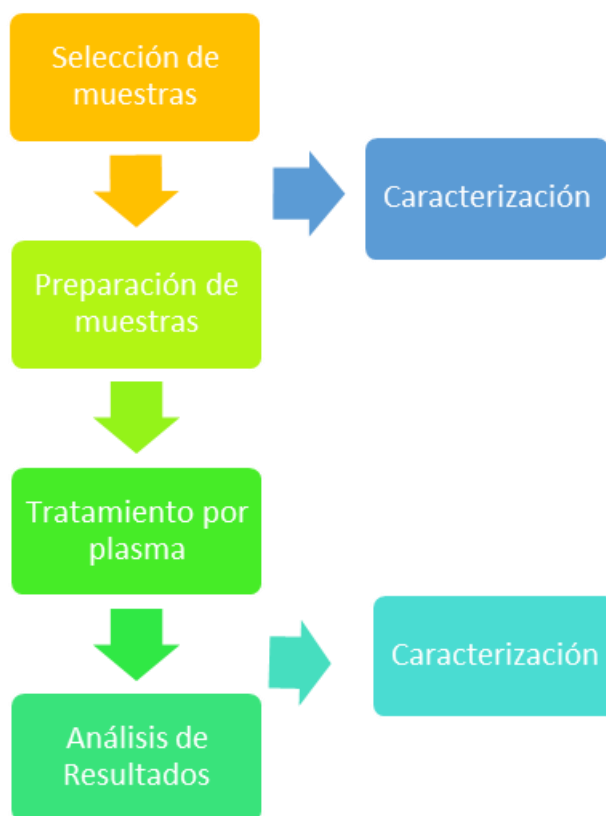 Selección de
muestras
Caracterización
Preparación de
muestras
Tratamiento por
plasma
Caracterización
Análisis de
Resultados